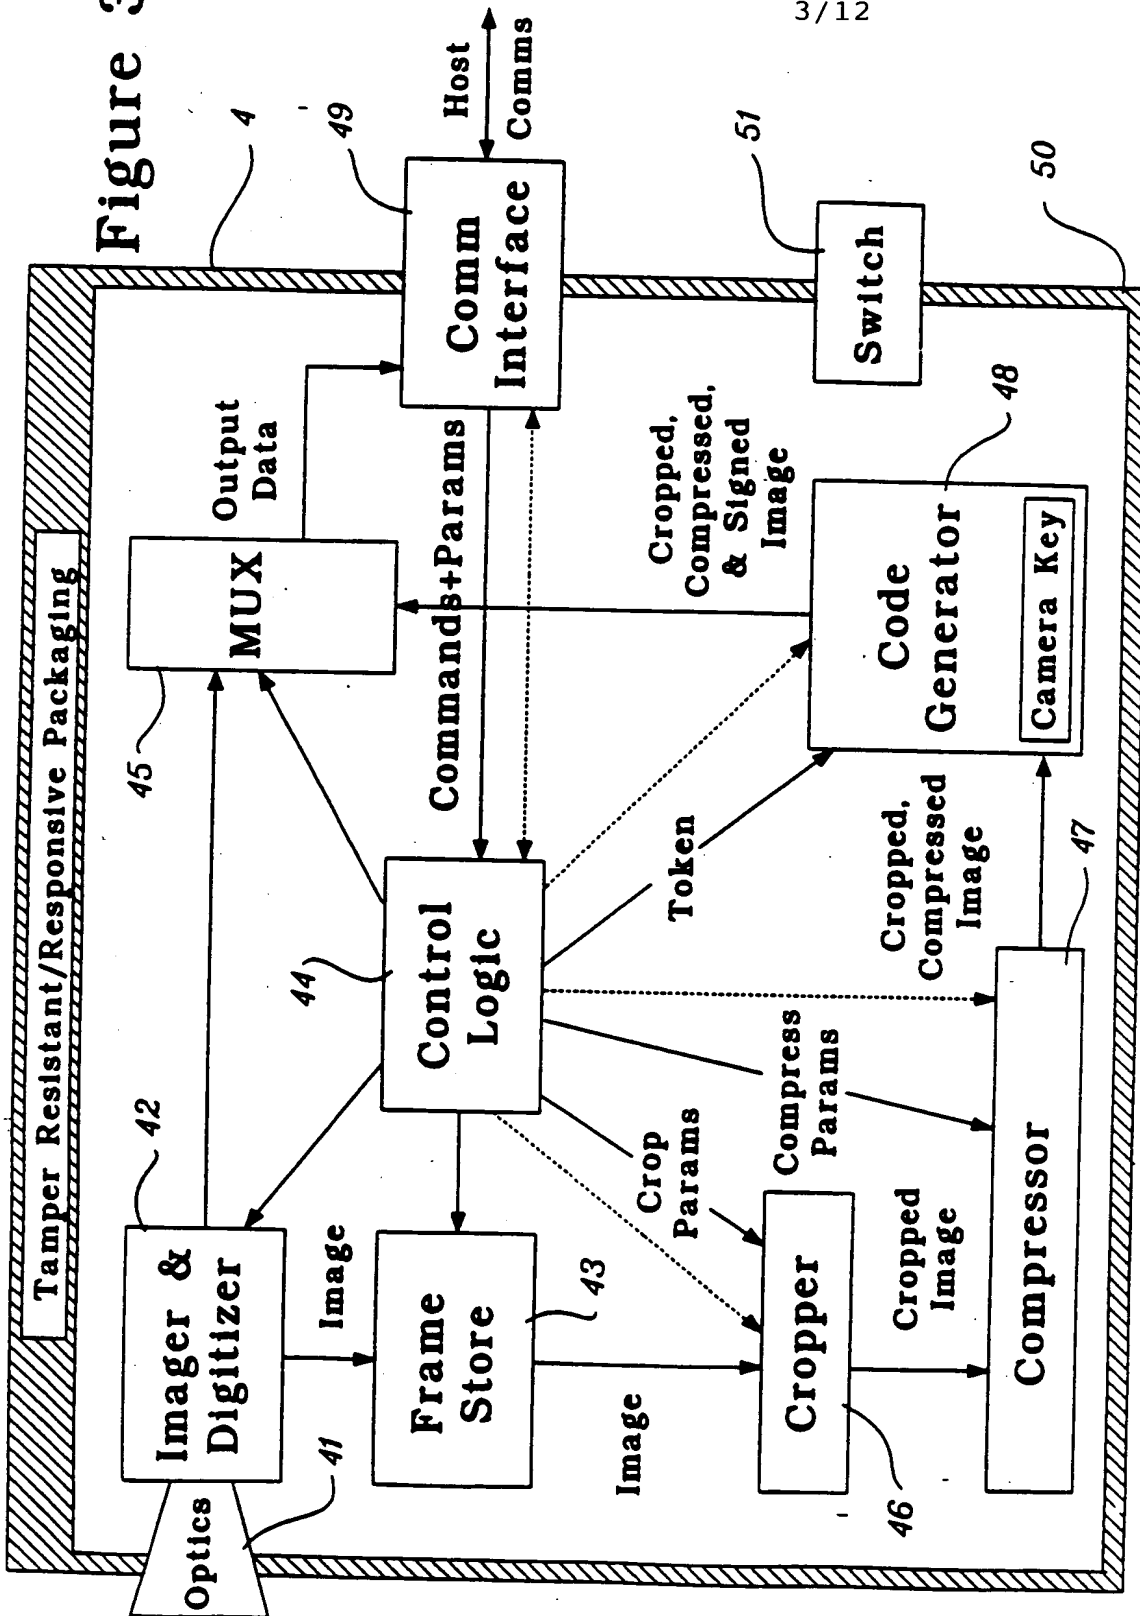 3/12
Figure 3
4
Tamper Resistant/Responsive Packaging
Optics
41
Imager &
Digitizer
42
MUX
45
Output
Data
Comm
Interface
49
Host
Comms
Image
Frame
Store
43
Control
Logic
44
Commands+Params
Switch
51
50
Image
Crop
Params
Compress
Params
Token
Cropped,
Compressed,
& Signed
Image
Cropper
46
Cropped
Image
Compressor
47
Cropped,
Compressed
Image
Code
Generator
48
Camera Key